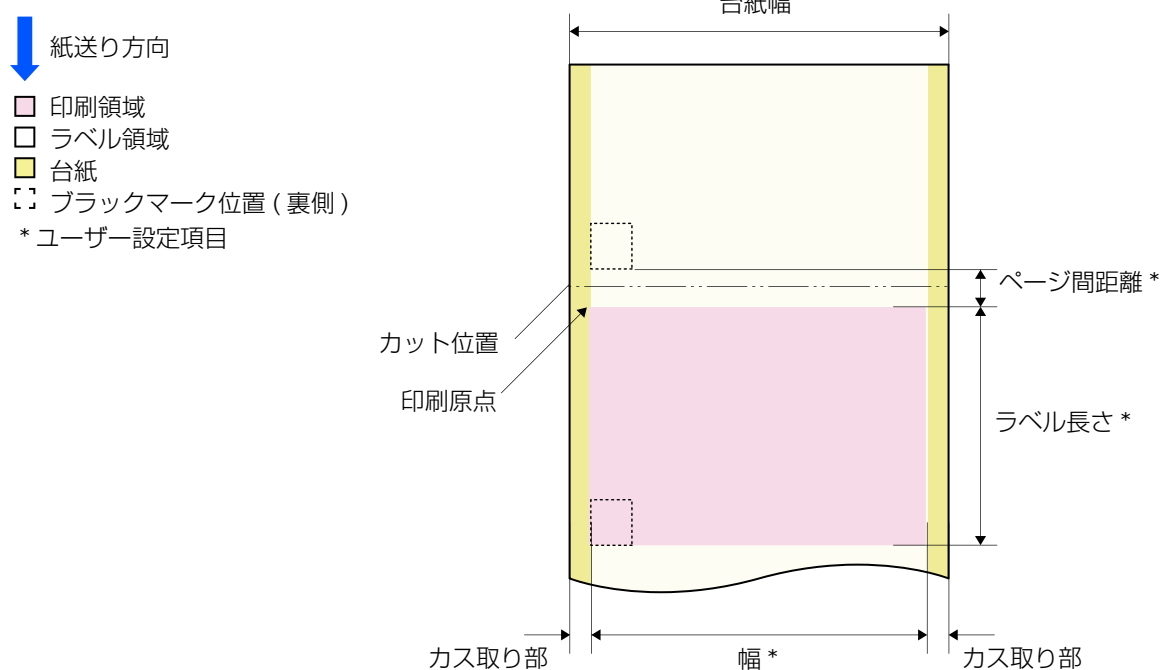 台紙幅
紙送り方向
印刷領域
ラベル領域
台紙
ブラックマーク位置 ( 裏側 )
* ユーザー設定項目
ページ間距離 *
カット位置
印刷原点
ラベル長さ *
カス取り部
幅 *
カス取り部